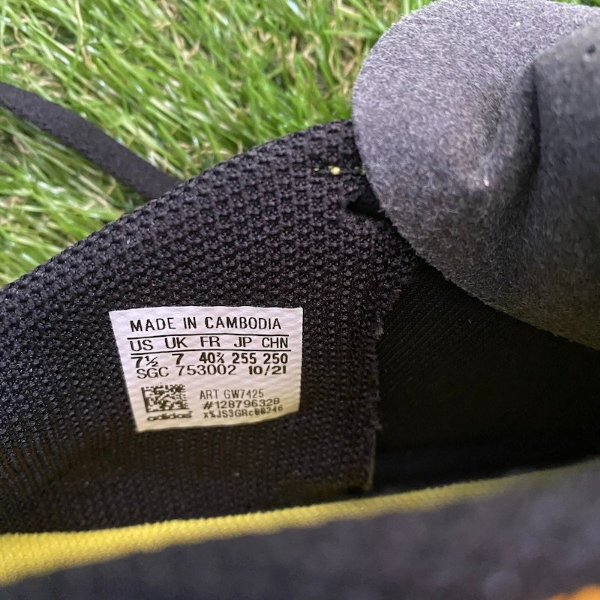 MADE IN CAMBODIA
US UK FR JP CHN
7½ 7 40⅔ 255 250
SGC 753002 10/21
ART GW7425
#128796328
adidas